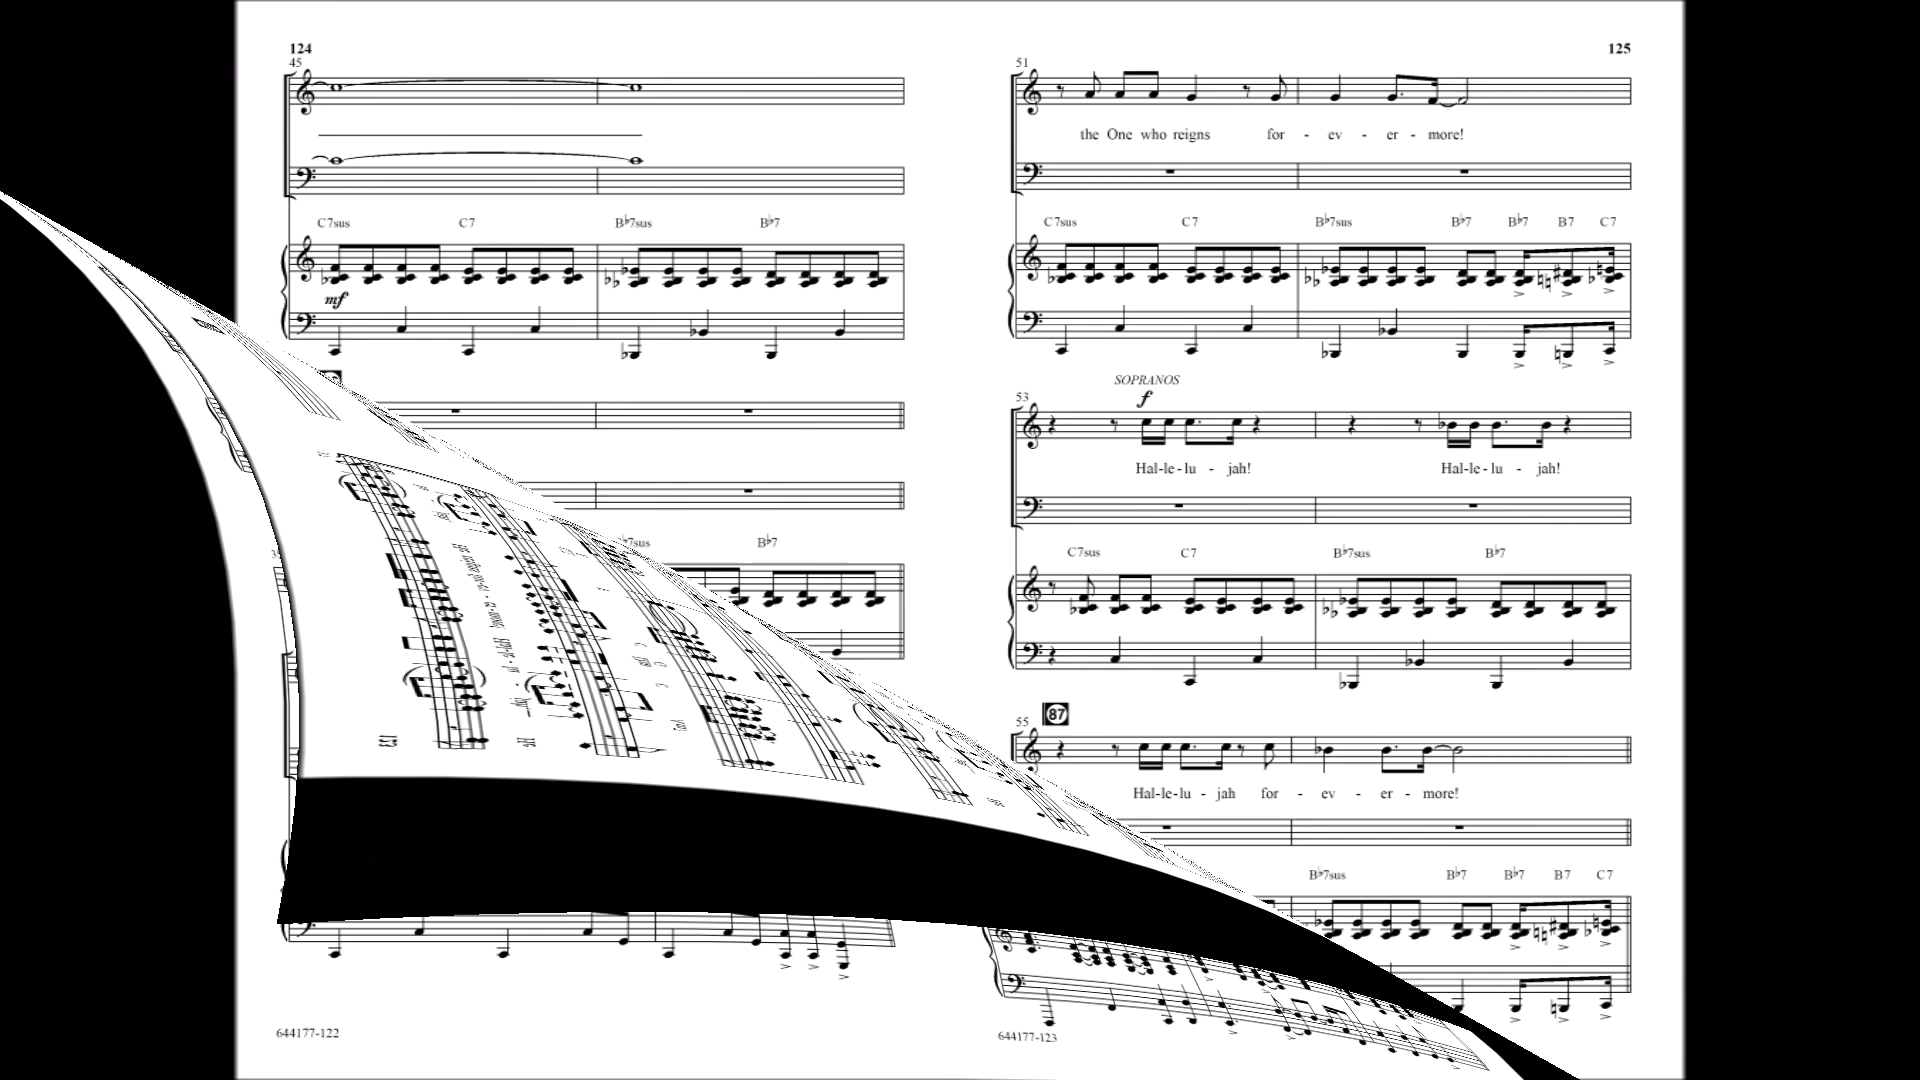 124
45
C7sus C7 B♭7sus B♭7
mf
♭7sus B♭7
644177-122
125
51
the One who reigns for - ev - er - more!
C7sus C7 B♭7sus B♭7 B♭7 B7 C7
SOPRANOS
f
53
Hal-le-lu - jah! Hal-le-lu - jah!
C7sus C7 B♭7sus B♭7
87
55
Hal-le-lu - jah for - ev - er - more!
B♭7sus B♭7 B♭7 B7 C7
644177-123
123